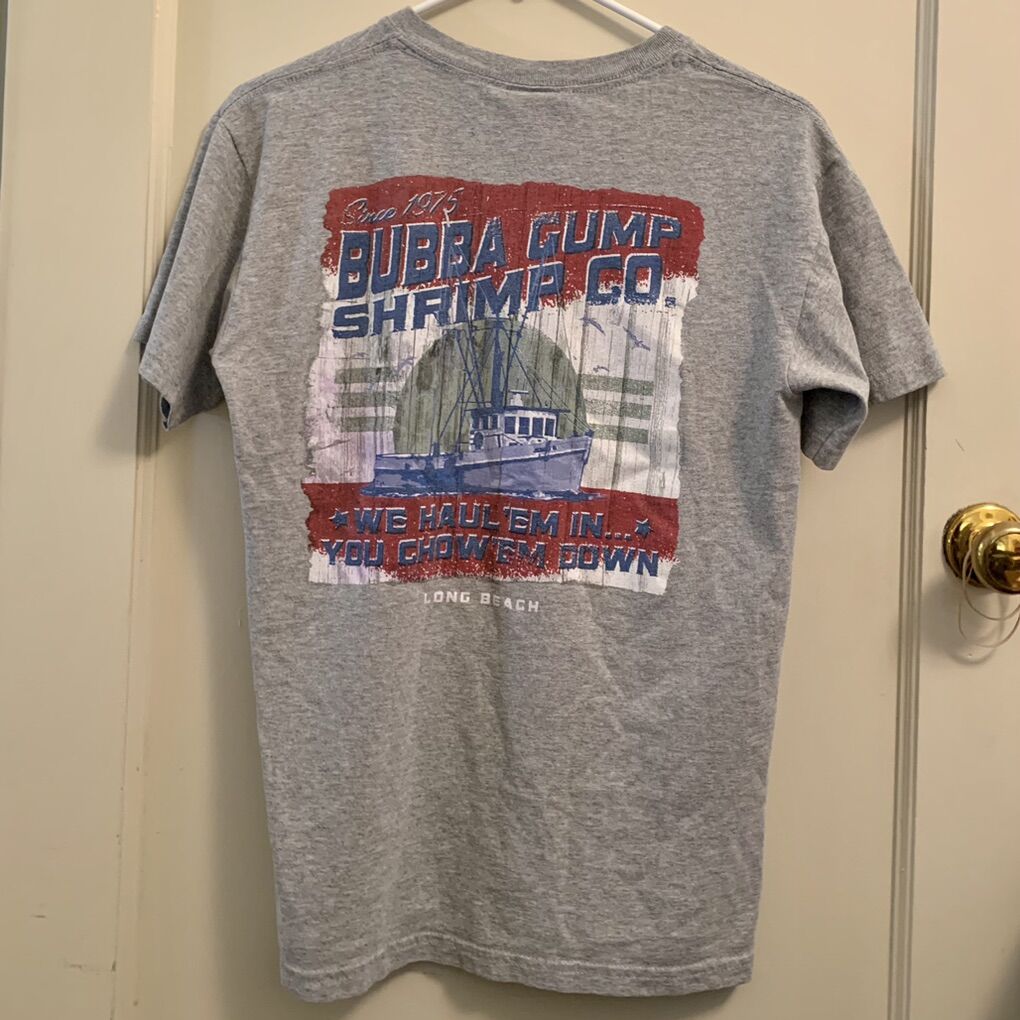 Since 1975
BUBBA GUMP
SHRIMP CO.
WE HAUL 'EM IN...
YOU CHOW 'EM DOWN
LONG BEACH